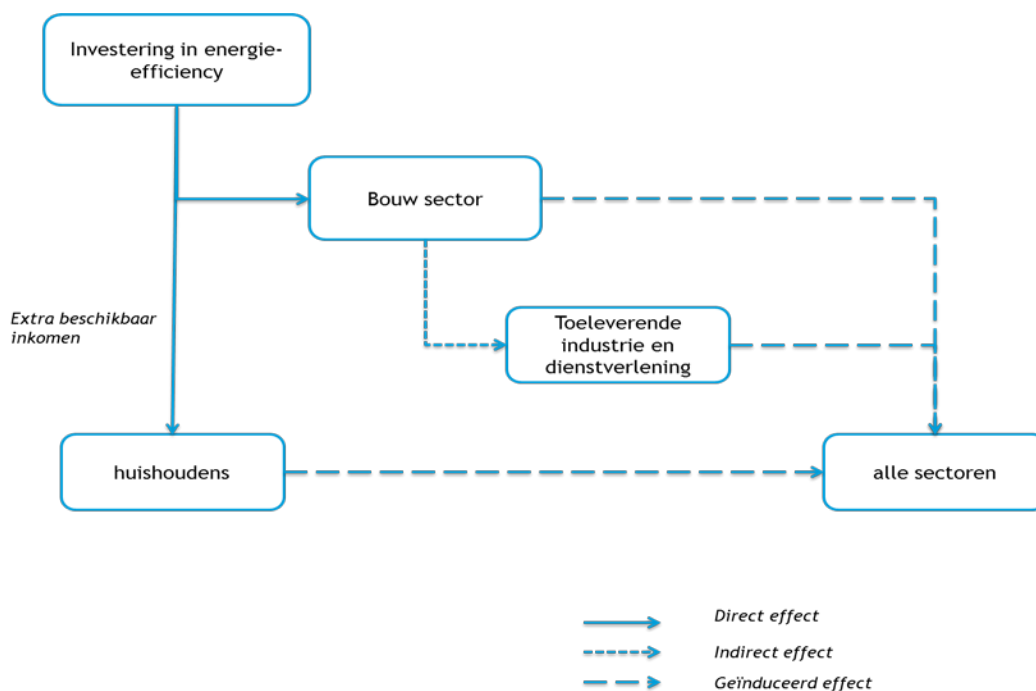 Investering in energie-
efficiency
Bouw sector
Extra beschikbaar
inkomen
Toeleverende
industrie en
dienstverlening
huishoudens
alle sectoren
Direct effect
Indirect effect
Geïnduceerd effect